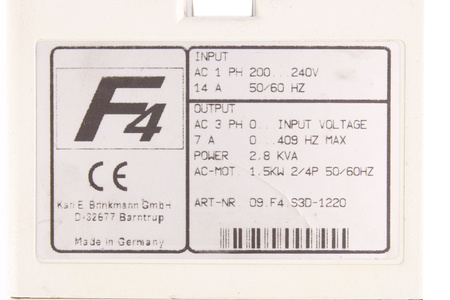 F4
CE
Karl E. Brinkmann GmbH
D-32677 Barntrup
Made in Germany
INPUT
AC 1 PH 200... 240V
14 A 50/60 HZ
OUTPUT
AC 3 PH 0... INPUT VOLTAGE
7 A 0... 409 HZ MAX
POWER 2.8 KVA
AC-MOT. 1.5KW 2/4P 50/60HZ
ART-NR 09.F4.S3D-1220